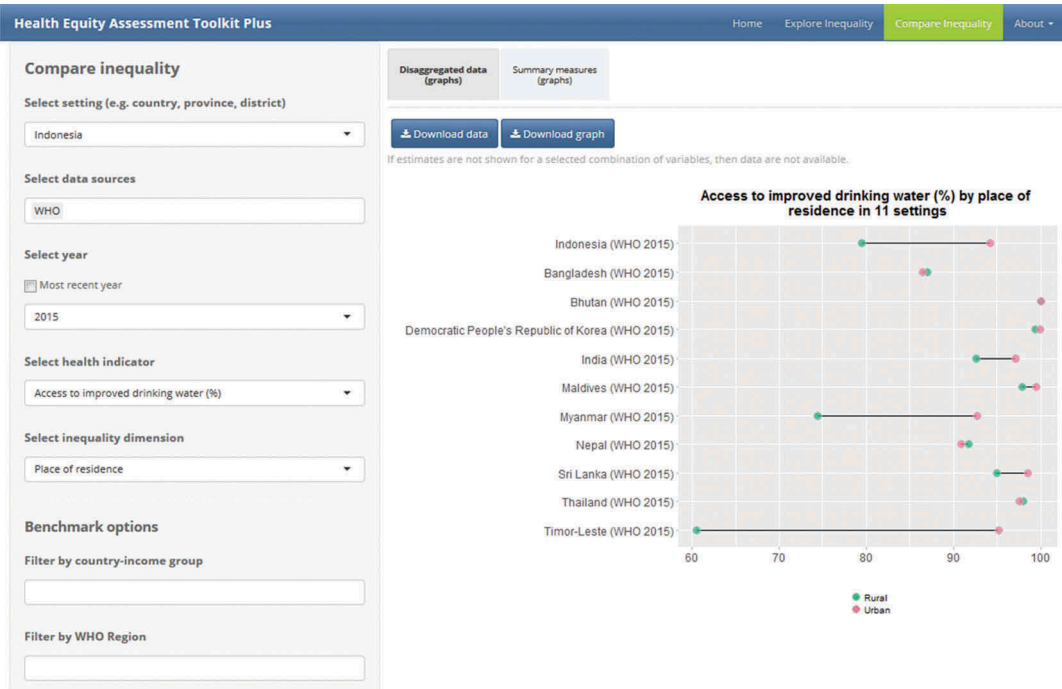 Health Equity Assessment Toolkit Plus
Home
Explore Inequality
Compare Inequality
About
Compare inequality
Select setting (e.g. country, province, district)
Indonesia
Select data sources
WHO
Select year
Most recent year
2015
Select health indicator
Access to improved drinking water (%)
Select inequality dimension
Place of residence
Benchmark options
Filter by country-income group
Filter by WHO Region
Disaggregated data
(graphs)
Summary measures
(graphs)
Download data
Download graph
If estimates are not shown for a selected combination of variables, then data are not available.
Access to improved drinking water (%) by place of
residence in 11 settings
Indonesia (WHO 2015)
Bangladesh (WHO 2015)
Bhutan (WHO 2015)
Democratic People's Republic of Korea (WHO 2015)
India (WHO 2015)
Maldives (WHO 2015)
Myanmar (WHO 2015)
Nepal (WHO 2015)
Sri Lanka (WHO 2015)
Thailand (WHO 2015)
Timor-Leste (WHO 2015)
60 70 80 90 100
Rural
Urban